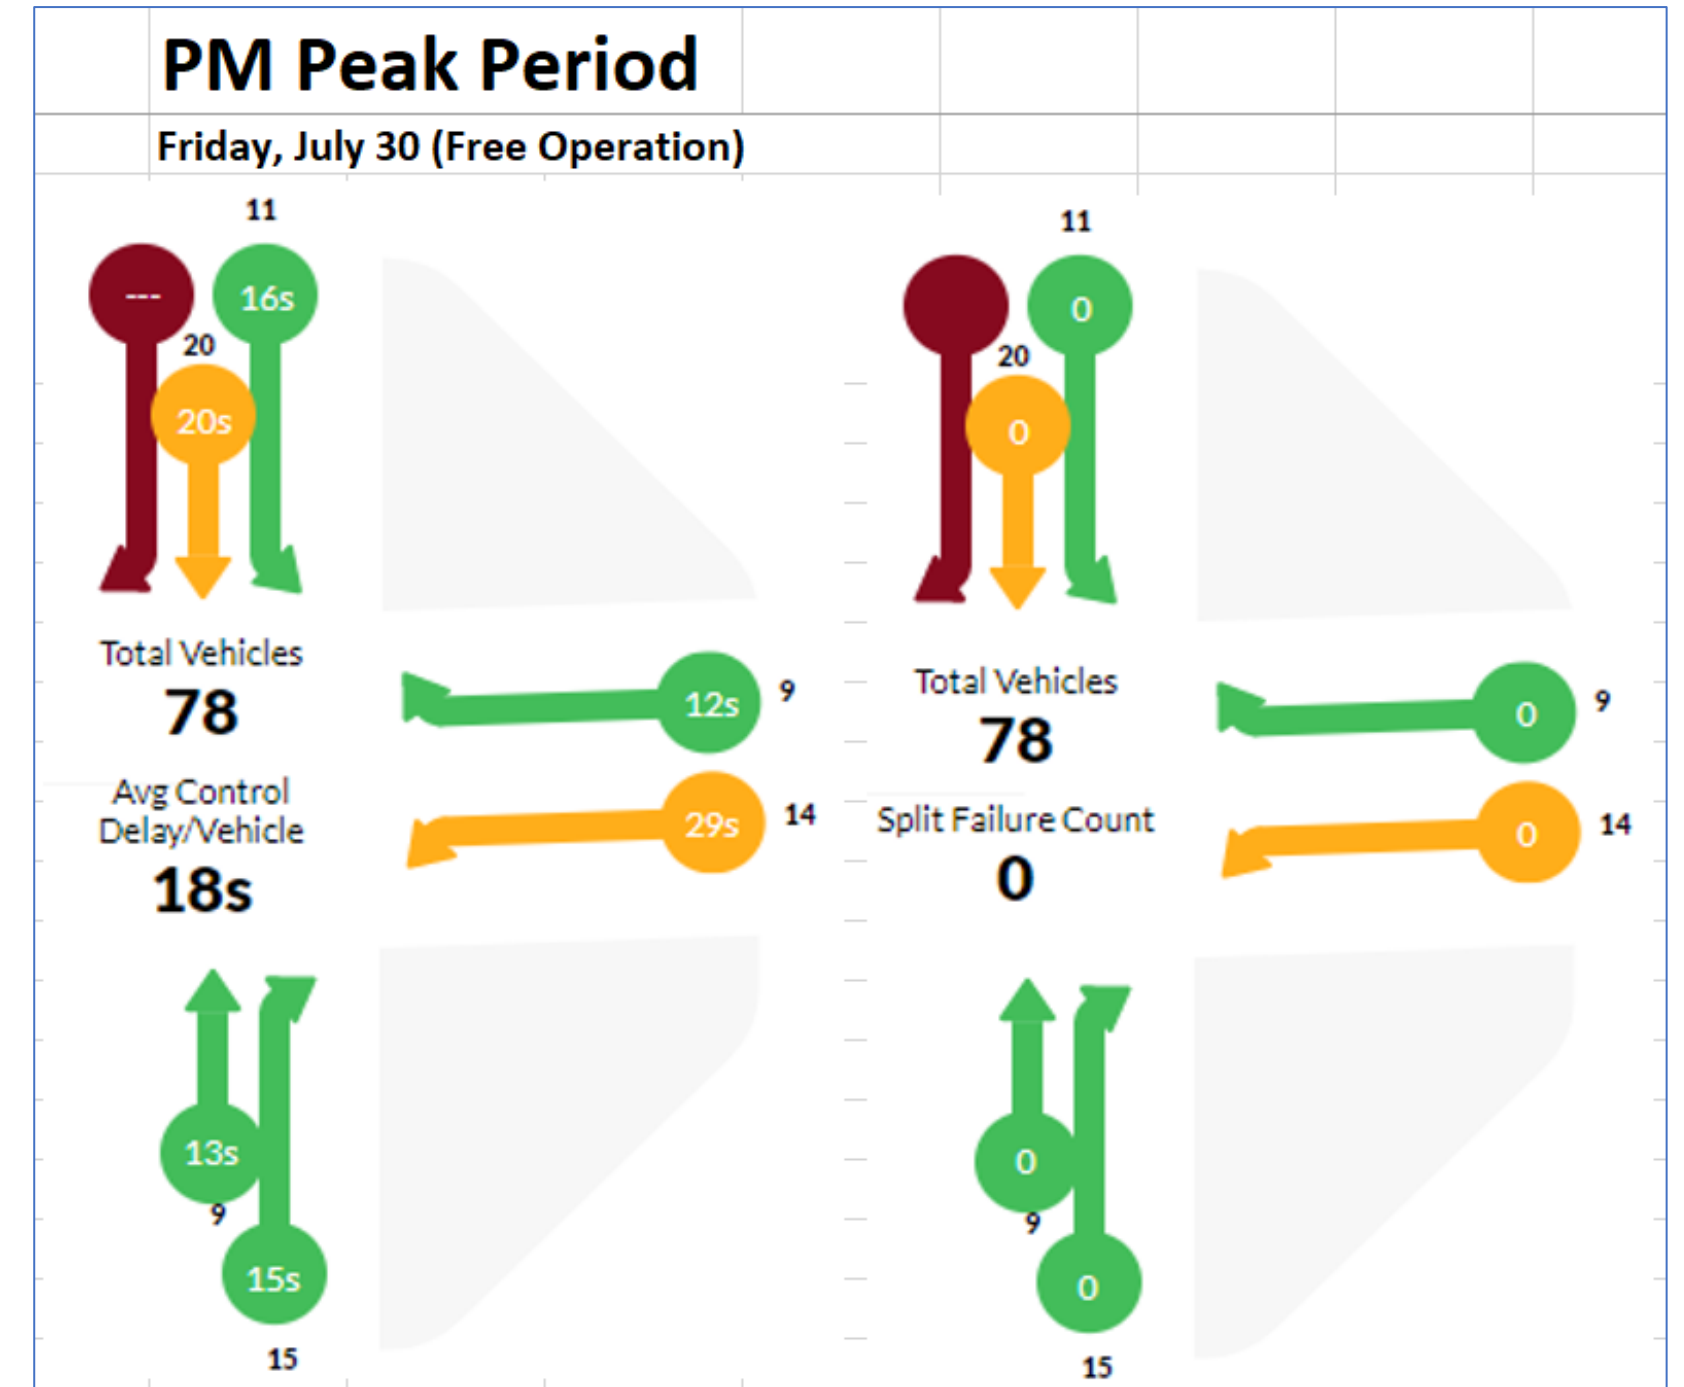 PM Peak Period
Friday, July 30 (Free Operation)
11
---
16s
20
20s
Total Vehicles
78
12s
9
Avg Control
Delay/Vehicle
18s
29s
14
13s
9
15s
15
11
0
20
0
Total Vehicles
78
0
9
Split Failure Count
0
0
14
0
9
0
15